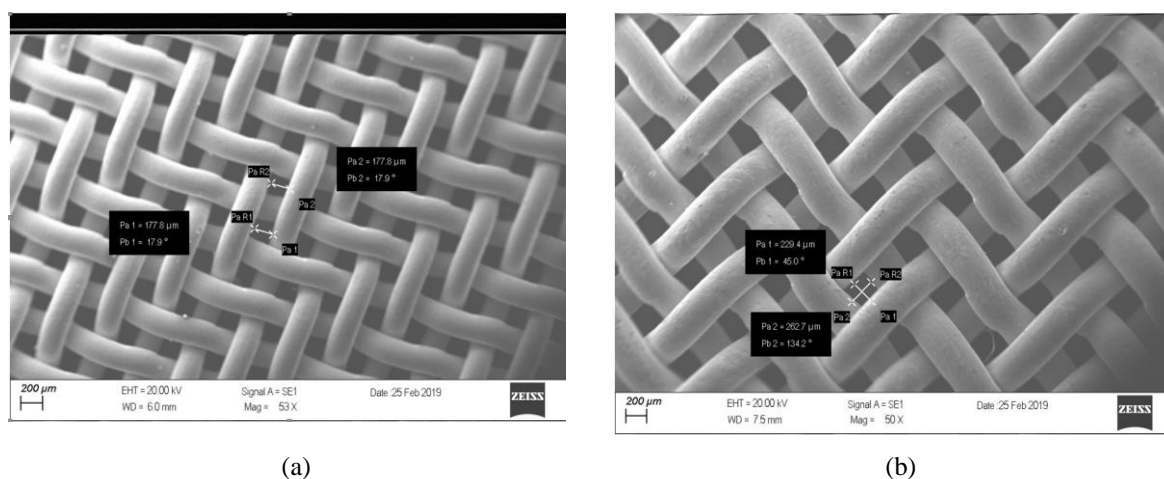 Pa 2 = 177.8 µm
Pb 2 = 17.9 °
Pa R2
Pa 2
Pa R1
Pa 1
Pa 1 = 177.8 µm
Pb 1 = 17.9 °
200 µm
EHT = 20.00 kV
WD = 6.0 mm
Signal A = SE1
Mag = 53 X
Date :25 Feb 2019
ZEISS
(a)
Pa 1 = 229.4 µm
Pb 1 = 45.0 °
Pa R1
Pa R2
Pa 2
Pa 1
Pa 2 = 262.7 µm
Pb 2 = 134.2 °
200 µm
EHT = 20.00 kV
WD = 7.5 mm
Signal A = SE1
Mag = 50 X
Date :25 Feb 2019
ZEISS
(b)